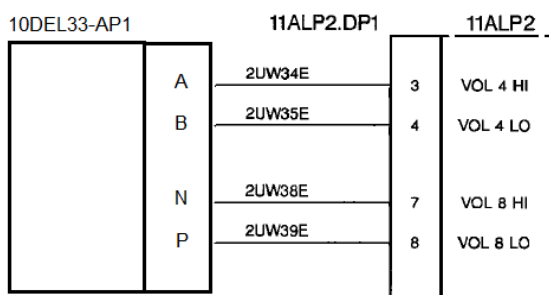 10DEL33-AP1 11ALP2.DP1 11ALP2
A 2UW34E 3 VOL 4 HI
B 2UW35E 4 VOL 4 LO
N 2UW38E 7 VOL 8 HI
P 2UW39E 8 VOL 8 LO